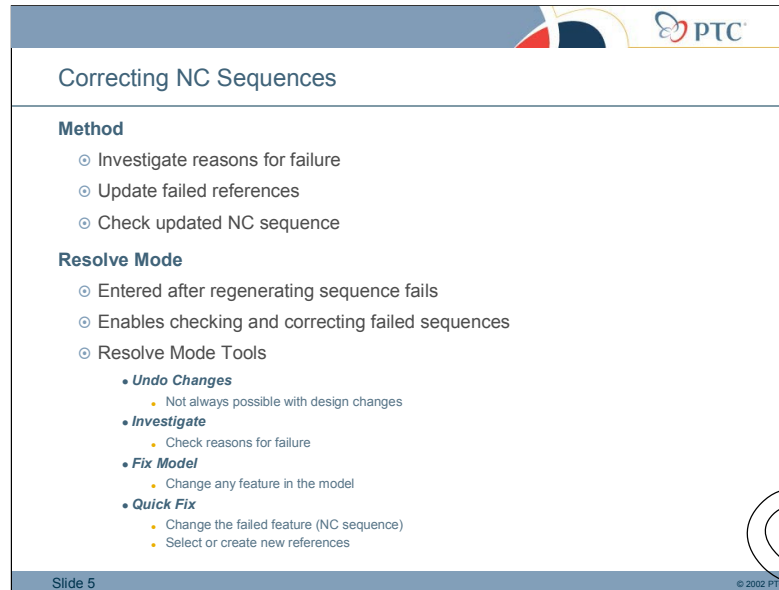 PTC
Correcting NC Sequences
Method
Investigate reasons for failure
Update failed references
Check updated NC sequence
Resolve Mode
Entered after regenerating sequence fails
Enables checking and correcting failed sequences
Resolve Mode Tools
Undo Changes
Not always possible with design changes
Investigate
Check reasons for failure
Fix Model
Change any feature in the model
Quick Fix
Change the failed feature (NC sequence)
Select or create new references
Slide 5
© 2002 PT